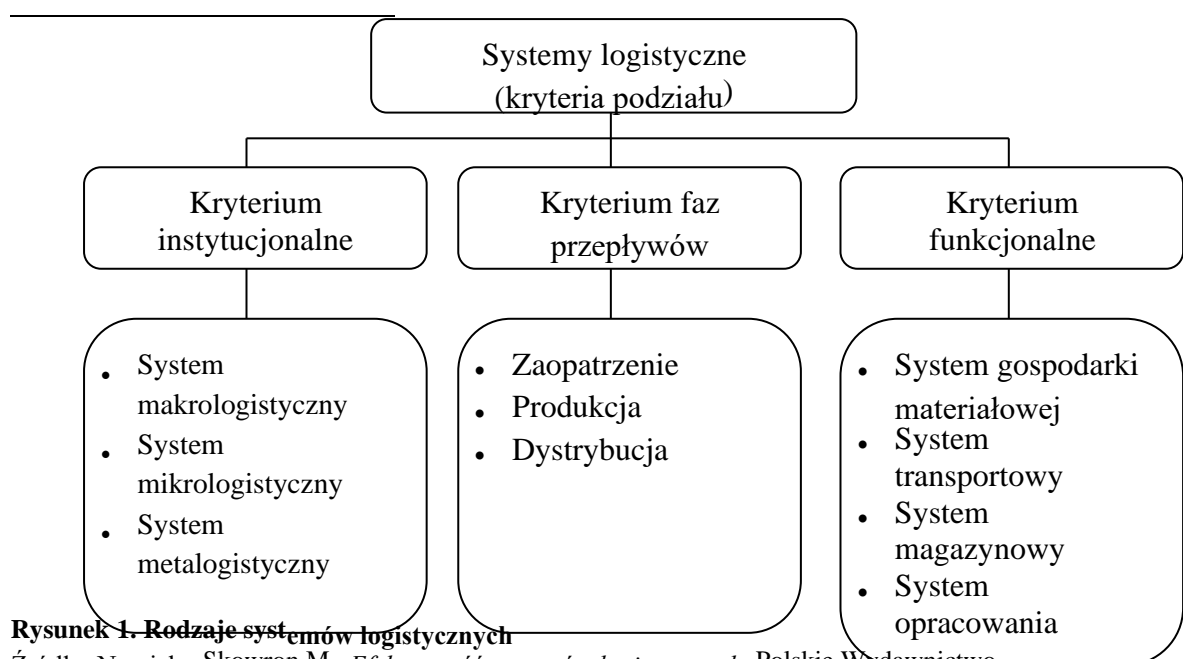 Systemy logistyczne
(kryteria podziału)
Kryterium
instytucjonalne
Kryterium faz
przepływów
Kryterium
funkcjonalne
• System
makrologistyczny
• System
mikrologistyczny
• System
metalogistyczny
• Zaopatrzenie
• Produkcja
• Dystrybucja
• System gospodarki
materiałowej
• System
transportowy
• System
magazynowy
• System
opracowania
Rysunek 1. Rodzaje systemów logistycznych
Skowron Polskie Wydawnictwo